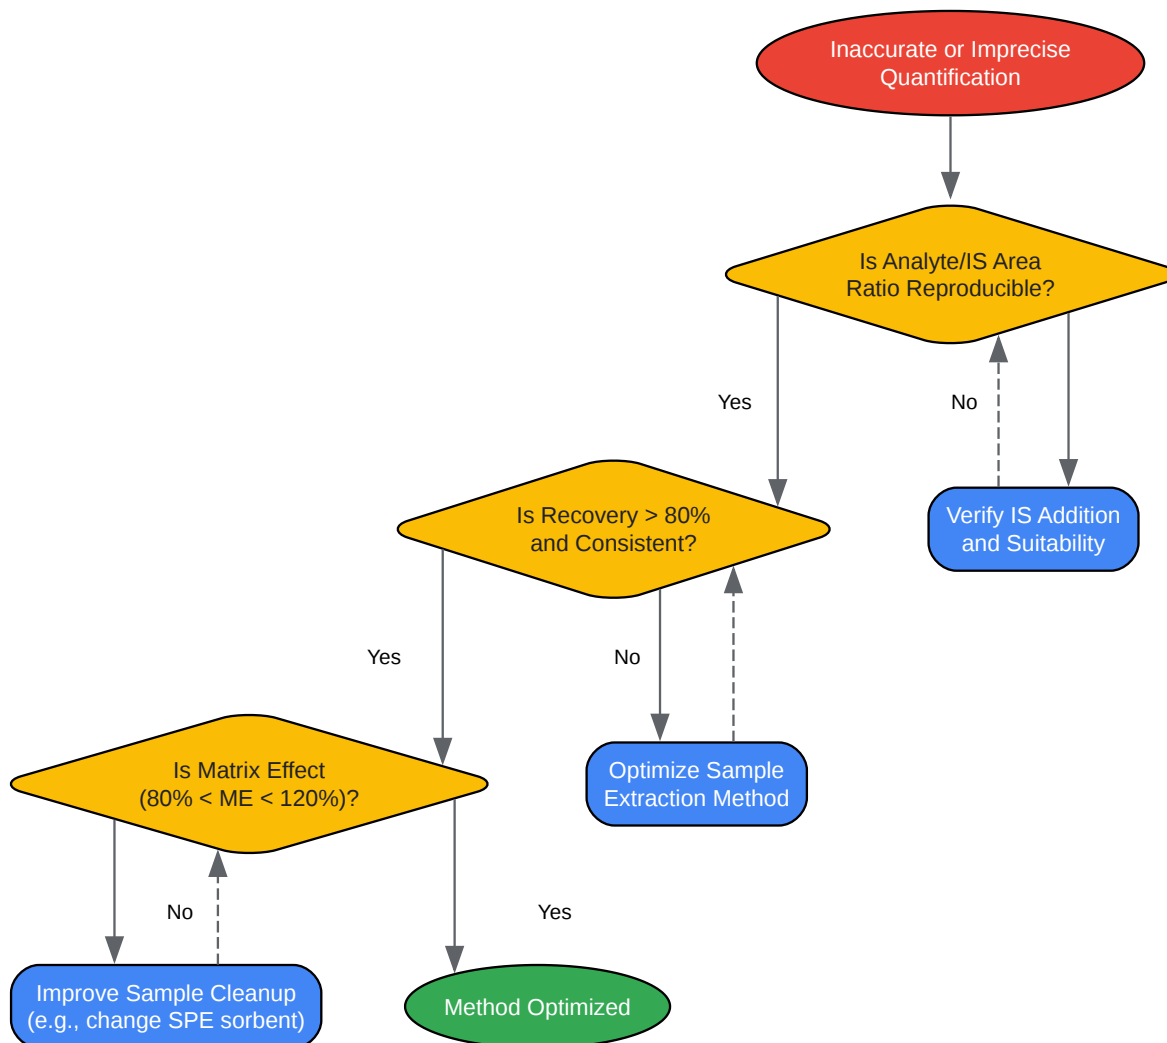 Inaccurate or Imprecise
Quantification
Is Analyte/IS Area
Ratio Reproducible?
Yes
No
Is Recovery > 80%
and Consistent?
Verify IS Addition
and Suitability
Yes
No
Is Matrix Effect
(80% < ME < 120%)?
Optimize Sample
Extraction Method
No
Yes
Improve Sample Cleanup
(e.g., change SPE sorbent)
Method Optimized